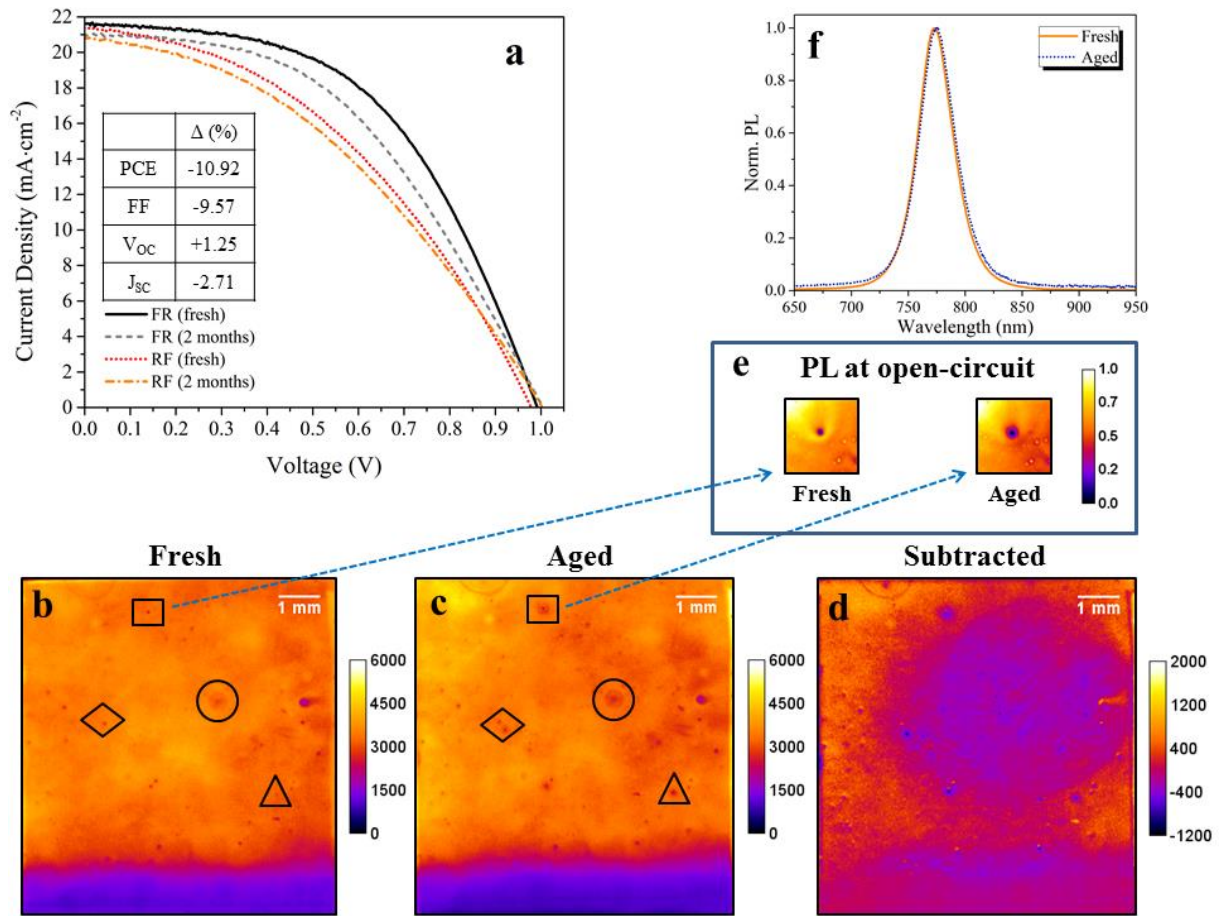 a
22
20
18
16
14
12
10
8
6
4
2
0
Current Density (mA·cm⁻²)
Δ (%)
PCE -10.92
FF -9.57
V_OC +1.25
J_SC -2.71
FR (fresh)
FR (2 months)
RF (fresh)
RF (2 months)
0.0 0.1 0.2 0.3 0.4 0.5 0.6 0.7 0.8 0.9 1.0
Voltage (V)
f
Fresh
Aged
1.0
0.8
0.6
0.4
0.2
0.0
Norm. PL
650 700 750 800 850 900 950
Wavelength (nm)
e PL at open-circuit
1.0
0.7
0.5
0.2
0.0
Fresh Aged
Fresh
b
1 mm
6000
4500
3000
1500
0
Aged
c
1 mm
6000
4500
3000
1500
0
Subtracted
d
1 mm
2000
1200
400
-400
-1200